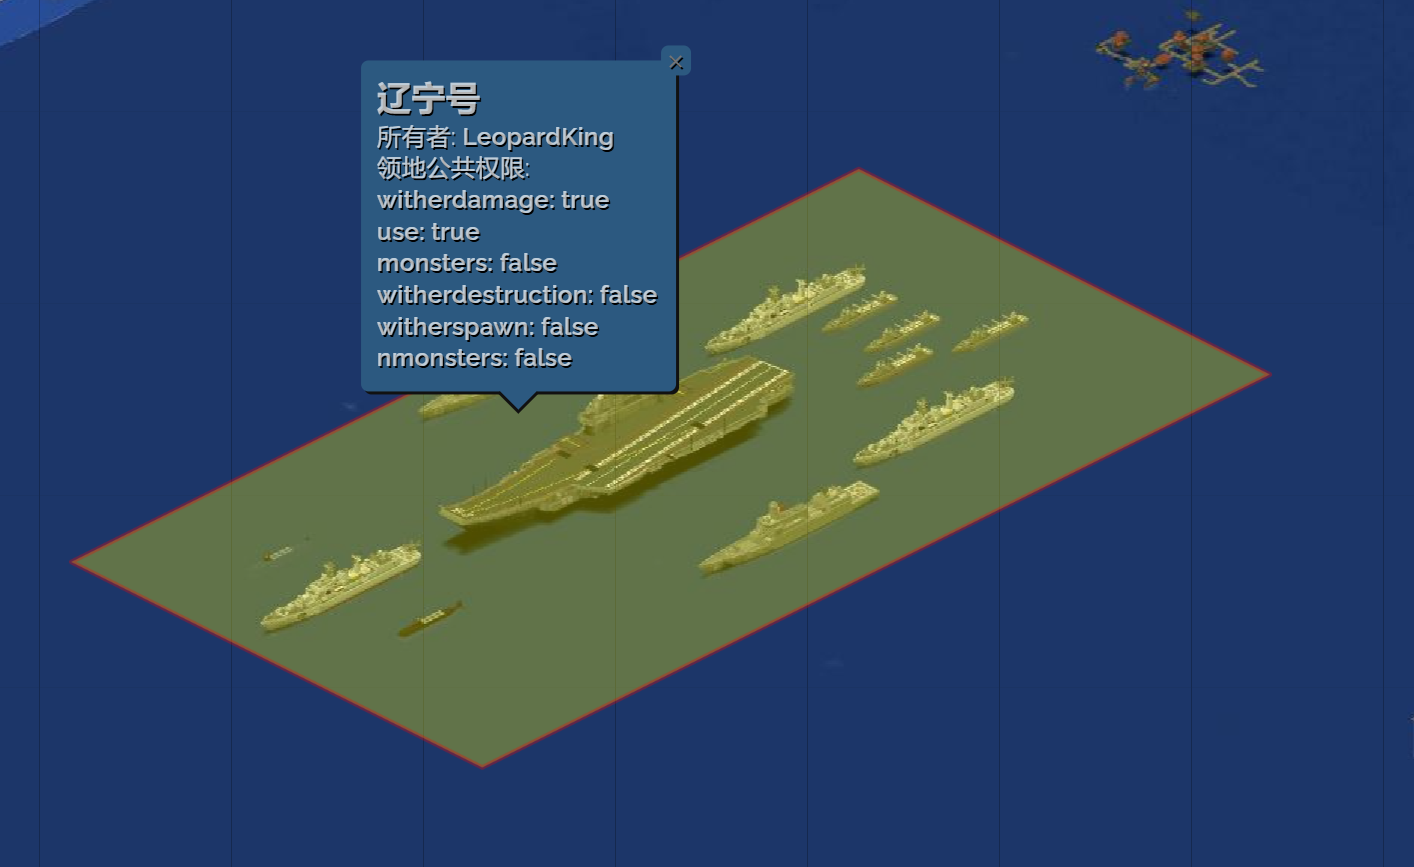 辽宁号
所有者: LeopardKing
领地公共权限:
witherdamage: true
use: true
monsters: false
witherdestruction: false
witherspawn: false
nmonsters: false